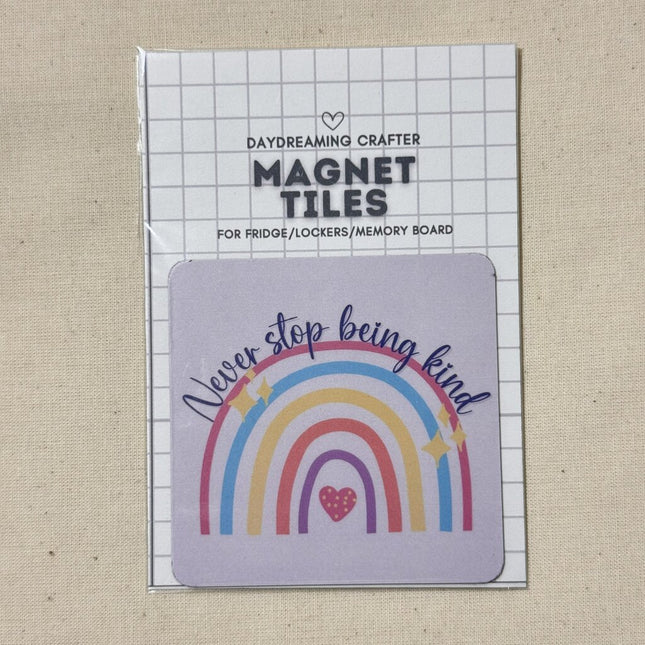 DAYDREAMING CRAFTER
MAGNET
TILES
FOR FRIDGE/LOCKERS/MEMORY BOARD
Never stop being kind